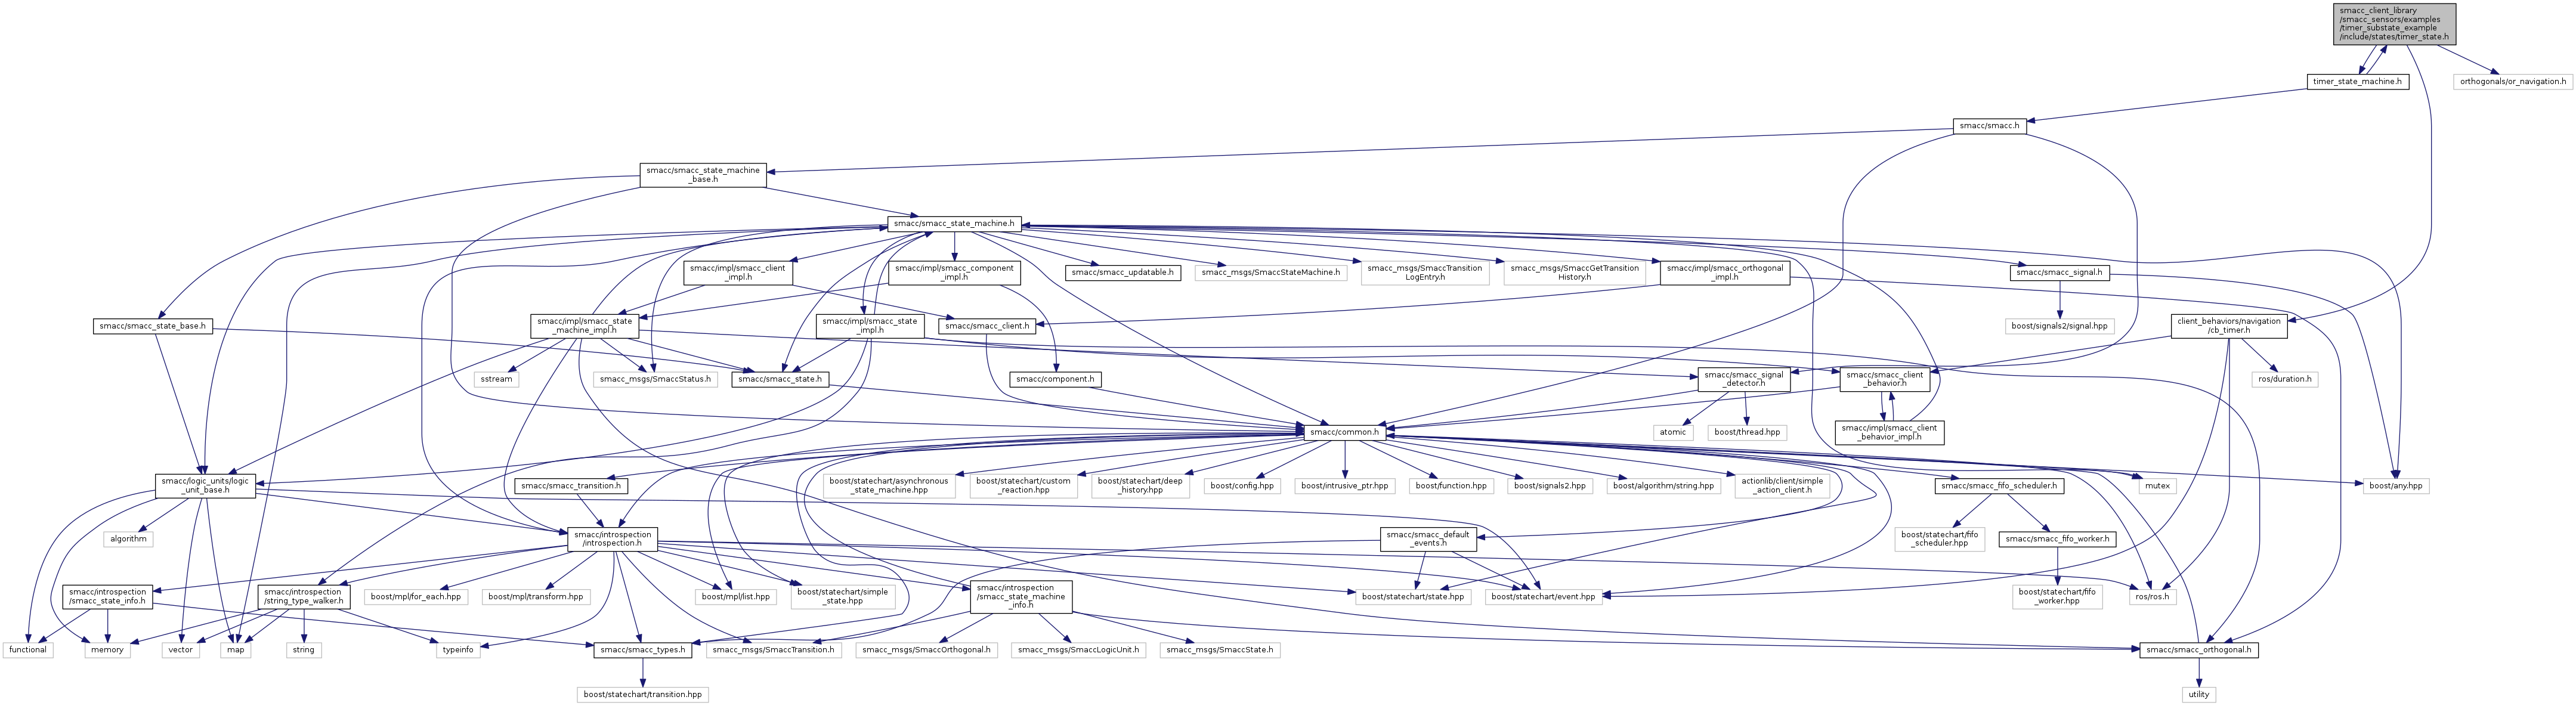 smacc_client_library
/smacc_sensors/examples
/timer_substate_example
/include/states/timer_state.h
timer_state_machine.h
orthogonals/or_navigation.h
smacc/smacc.h
smacc/smacc_state_machine
_base.h
smacc/smacc_state_machine.h
smacc/impl/smacc_client
_impl.h
smacc/impl/smacc_component
_impl.h
smacc/smacc_updatable.h
smacc_msgs/SmaccStateMachine.h
smacc_msgs/SmaccTransition
LogEntry.h
smacc_msgs/SmaccGetTransition
History.h
smacc/impl/smacc_orthogonal
_impl.h
smacc/smacc_signal.h
smacc/smacc_state_base.h
smacc/impl/smacc_state
_machine_impl.h
smacc/impl/smacc_state
_impl.h
smacc/smacc_client.h
boost/signals2/signal.hpp
client_behaviors/navigation
/cb_timer.h
sstream
smacc_msgs/SmaccStatus.h
smacc/smacc_state.h
smacc/component.h
smacc/smacc_signal
_detector.h
smacc/smacc_client
_behavior.h
ros/duration.h
smacc/common.h
atomic
boost/thread.hpp
smacc/impl/smacc_client
_behavior_impl.h
smacc/logic_units/logic
_unit_base.h
smacc/smacc_transition.h
boost/statechart/asynchronous
_state_machine.hpp
boost/statechart/custom
_reaction.hpp
boost/statechart/deep
_history.hpp
boost/config.hpp
boost/intrusive_ptr.hpp
boost/function.hpp
boost/signals2.hpp
boost/algorithm/string.hpp
actionlib/client/simple
_action_client.h
smacc/smacc_fifo_scheduler.h
mutex
boost/any.hpp
algorithm
smacc/introspection
/introspection.h
smacc/smacc_default
_events.h
boost/statechart/fifo
_scheduler.hpp
smacc/smacc_fifo_worker.h
smacc/introspection
/smacc_state_info.h
smacc/introspection
/string_type_walker.h
boost/mpl/for_each.hpp
boost/mpl/transform.hpp
boost/mpl/list.hpp
boost/statechart/simple
_state.hpp
smacc/introspection
/smacc_state_machine
_info.h
boost/statechart/state.hpp
boost/statechart/event.hpp
boost/statechart/fifo
_worker.hpp
ros/ros.h
functional
memory
vector
map
string
typeinfo
smacc/smacc_types.h
smacc_msgs/SmaccTransition.h
smacc_msgs/SmaccOrthogonal.h
smacc_msgs/SmaccLogicUnit.h
smacc_msgs/SmaccState.h
smacc/smacc_orthogonal.h
boost/statechart/transition.hpp
utility